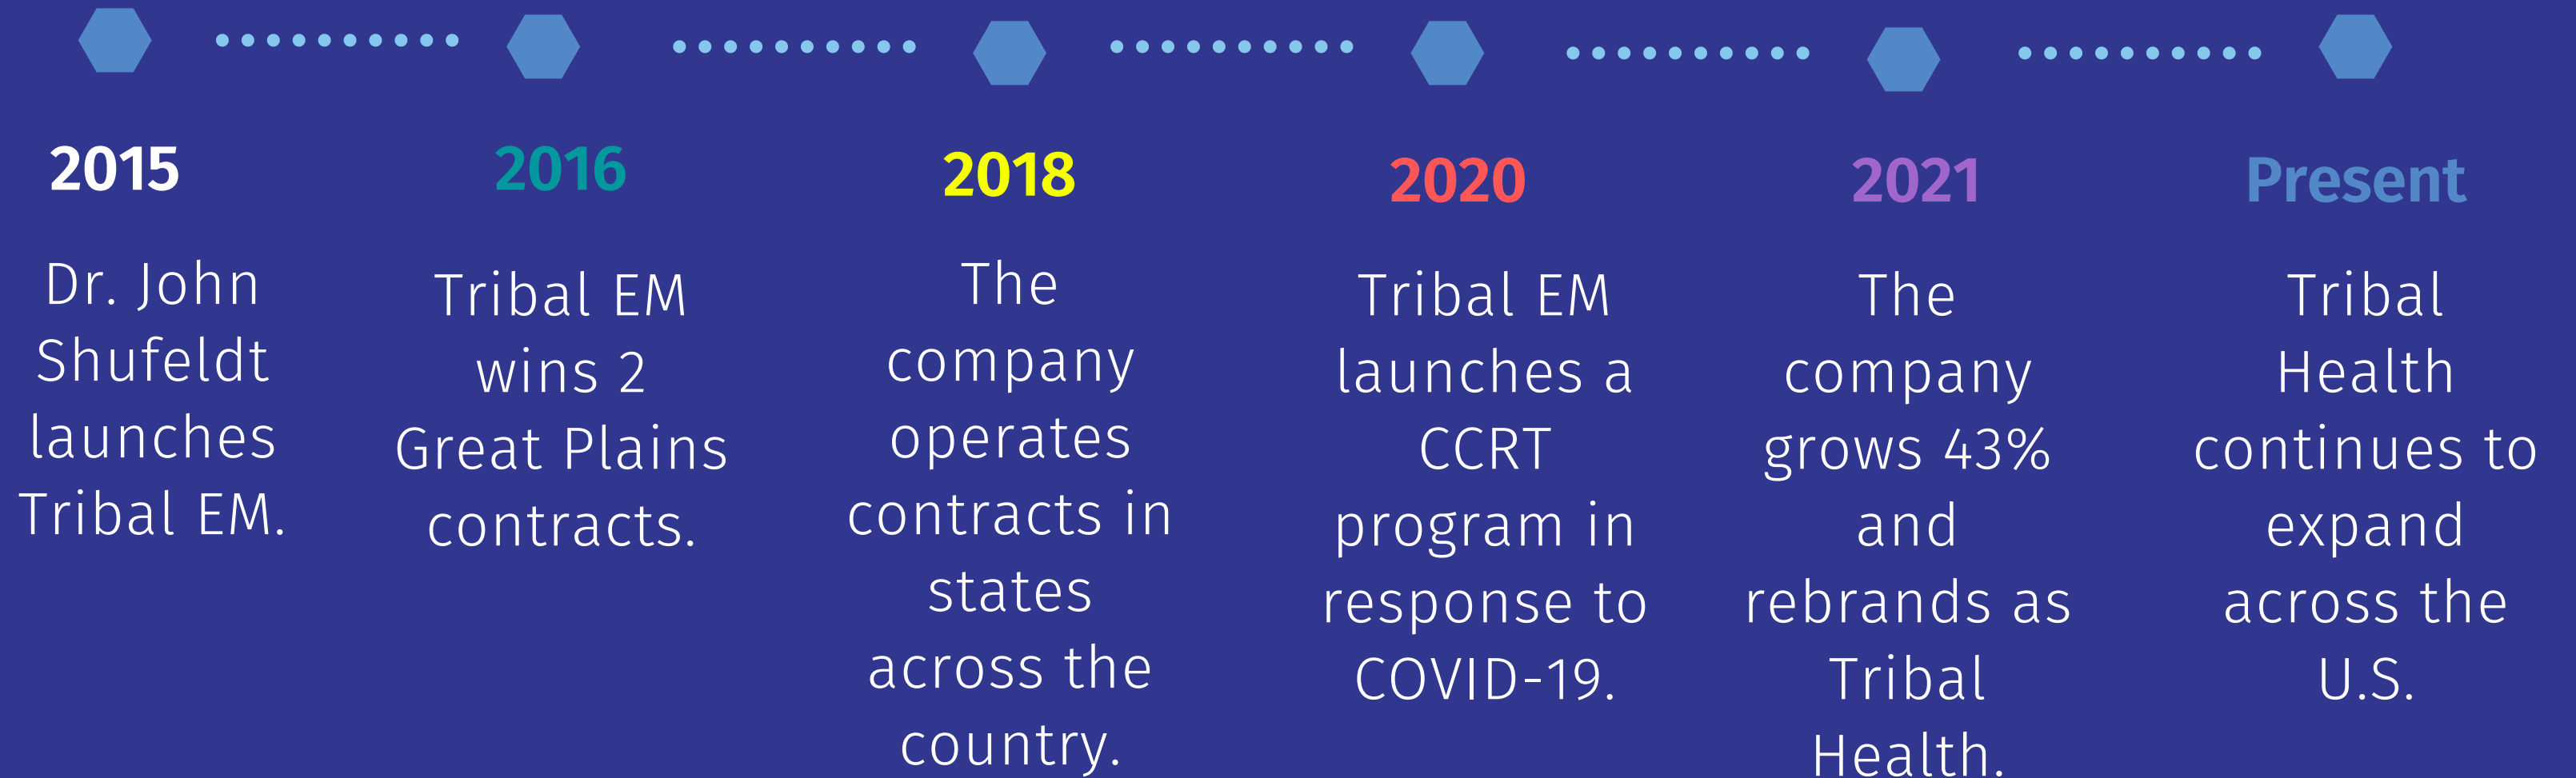 2015
Dr. John
Shufeldt
launches
Tribal EM.
2016
Tribal EM
wins 2
Great Plains
contracts.
2018
The
company
operates
contracts in
states
across the
country.
2020
Tribal EM
launches a
CCRT
program in
response to
COVID-19.
2021
The
company
grows 43%
and
rebrands as
Tribal
Health.
Present
Tribal
Health
continues to
expand
across the
U.S.